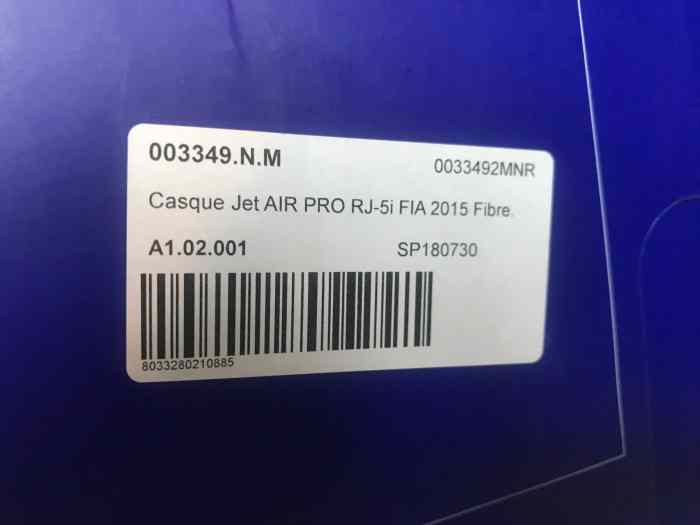 003349.N.M 0033492MNR
Casque Jet AIR PRO RJ-5i FIA 2015 Fibre.
A1.02.001 SP180730
8033280210885